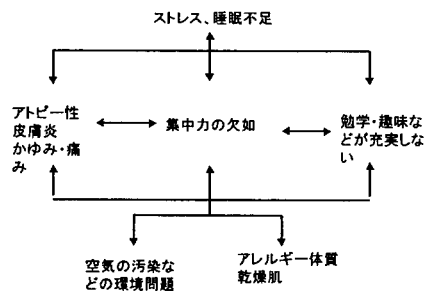 ストレス、睡眠不足
アトピー性
皮膚炎
かゆみ・痛
み
集中力の欠如
勉学・趣味な
どが充実しな
い
空気の汚染な
どの環境問題
アレルギー体質
乾燥肌